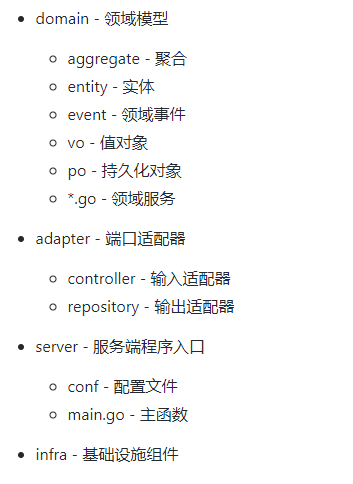 domain - 领域模型
aggregate - 聚合
entity - 实体
event - 领域事件
vo - 值对象
po - 持久化对象
*.go - 领域服务
adapter - 端口适配器
controller - 输入适配器
repository - 输出适配器
server - 服务端程序入口
conf - 配置文件
main.go - 主函数
infra - 基础设施组件